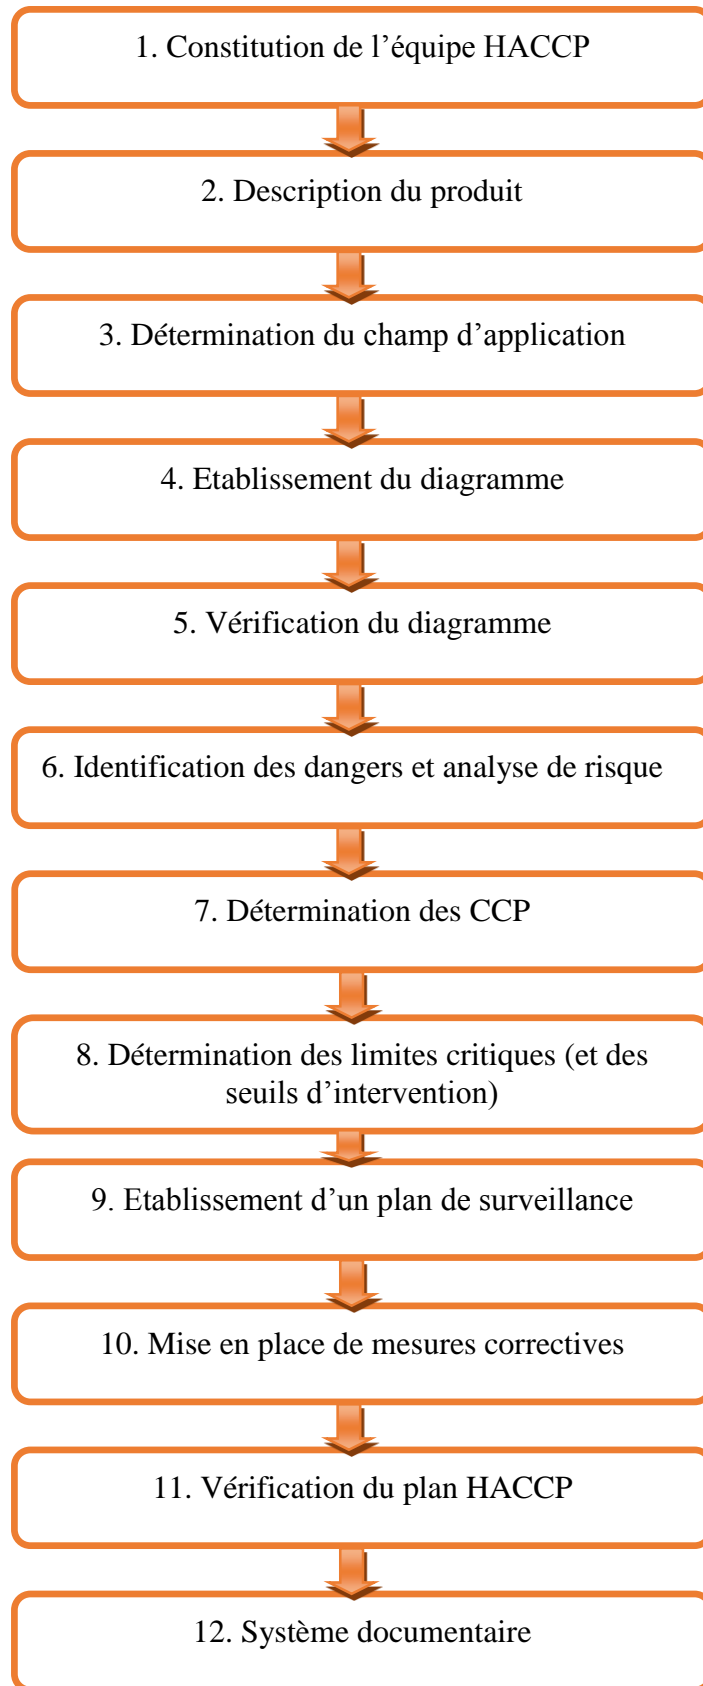 1. Constitution de l’équipe HACCP
2. Description du produit
3. Détermination du champ d’application
4. Etablissement du diagramme
5. Vérification du diagramme
6. Identification des dangers et analyse de risque
7. Détermination des CCP
8. Détermination des limites critiques (et des
seuils d’intervention)
9. Etablissement d’un plan de surveillance
10. Mise en place de mesures correctives
11. Vérification du plan HACCP
12. Système documentaire